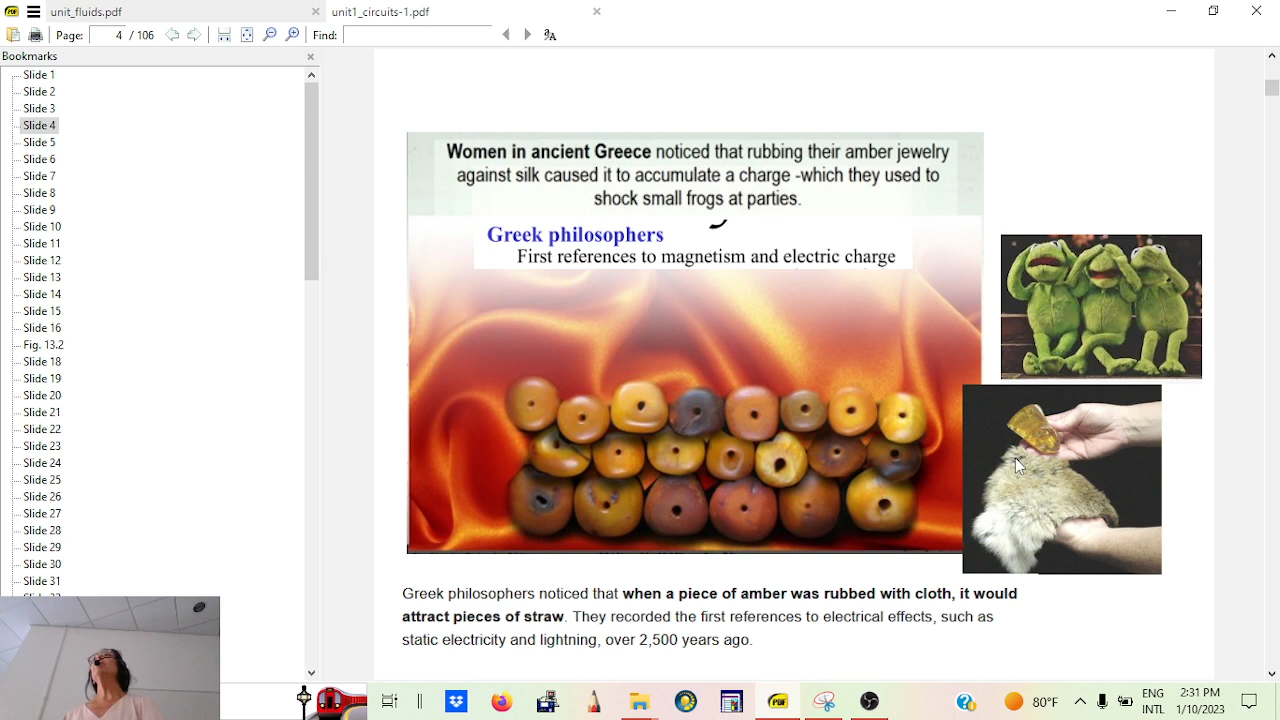 unit_fluids.pdf
unit1_circuits-1.pdf
Page: 4 / 106
Find:
Bookmarks
Slide 1
Slide 2
Slide 3
Slide 4
Slide 5
Slide 6
Slide 7
Slide 8
Slide 9
Slide 10
Slide 11
Slide 12
Slide 13
Slide 14
Slide 15
Slide 16
Fig. 13.2
Slide 18
Slide 19
Slide 20
Slide 21
Slide 22
Slide 23
Slide 24
Slide 25
Slide 26
Slide 27
Slide 28
Slide 29
Slide 30
Slide 31
Women in ancient Greece noticed that rubbing their amber jewelry
against silk caused it to accumulate a charge -which they used to
shock small frogs at parties.
Greek philosophers
First references to magnetism and electric charge
Greek philosophers noticed that when a piece of amber was rubbed with cloth, it would
attract pieces of straw. They recorded the first references to electrical effects, such as
static electricity and lightning, over 2,500 years ago.
PDF
80°F
ENG
INTL
2:31 PM
1/10/2023